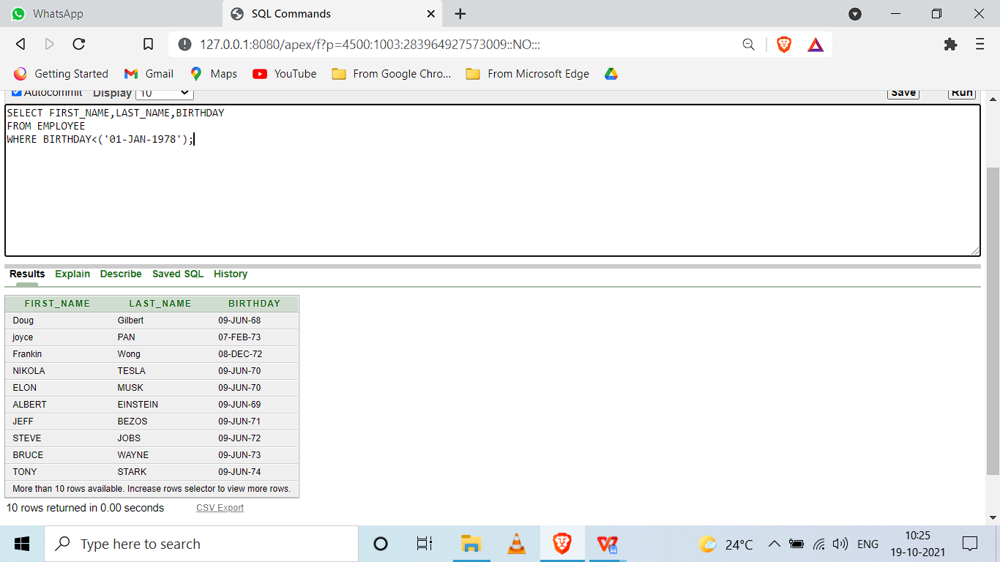 WhatsApp
SQL Commands
127.0.0.1:8080/apex/f?p=4500:1003:283964927573009::NO:::
Getting Started Gmail Maps YouTube From Google Chro... From Microsoft Edge
Autocommit Display 10 Save Run
SELECT FIRST_NAME,LAST_NAME,BIRTHDAY
FROM EMPLOYEE
WHERE BIRTHDAY<('01-JAN-1978');
Results Explain Describe Saved SQL History
FIRST_NAME LAST_NAME BIRTHDAY
Doug Gilbert 09-JUN-68
joyce PAN 07-FEB-73
Frankin Wong 08-DEC-72
NIKOLA TESLA 09-JUN-70
ELON MUSK 09-JUN-70
ALBERT EINSTEIN 09-JUN-69
JEFF BEZOS 09-JUN-71
STEVE JOBS 09-JUN-72
BRUCE WAYNE 09-JUN-73
TONY STARK 09-JUN-74
More than 10 rows available. Increase rows selector to view more rows.
10 rows returned in 0.00 seconds CSV Export
Type here to search
24°C
ENG
10:25
19-10-2021